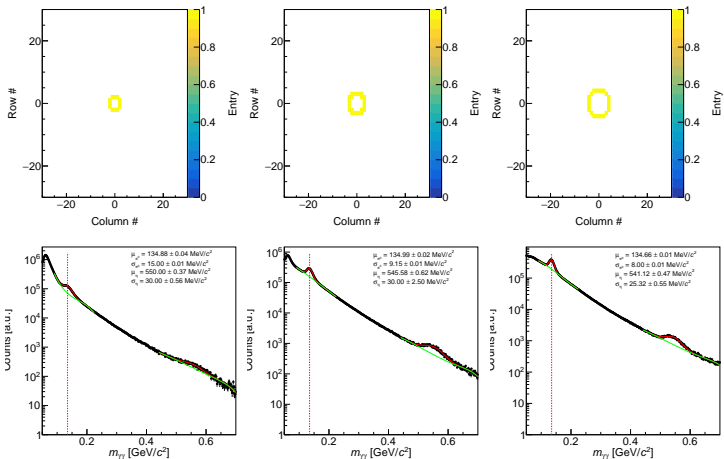 20
0
−20
Row #
−20
0
20
Column #
1
0.8
0.6
0.4
0.2
0
Entry
20
0
−20
Row #
−20
0
20
Column #
1
0.8
0.6
0.4
0.2
0
Entry
20
0
−20
Row #
−20
0
20
Column #
1
0.8
0.6
0.4
0.2
0
Entry
μπ⁰ = 134.88 ± 0.04 MeV/c²
σπ⁰ = 15.00 ± 0.01 MeV/c²
μη = 550.00 ± 0.37 MeV/c²
ση = 30.00 ± 0.56 MeV/c²
10⁶
10⁵
10⁴
10³
10²
10
1
Counts [a.u.]
0.2
0.4
0.6
mγγ [GeV/c²]
μπ⁰ = 134.99 ± 0.02 MeV/c²
σπ⁰ = 9.15 ± 0.01 MeV/c²
μη = 545.58 ± 0.62 MeV/c²
ση = 30.00 ± 2.50 MeV/c²
10⁶
10⁵
10⁴
10³
10²
10
1
Counts [a.u.]
0.2
0.4
0.6
mγγ [GeV/c²]
μπ⁰ = 134.66 ± 0.01 MeV/c²
σπ⁰ = 8.00 ± 0.01 MeV/c²
μη = 541.12 ± 0.47 MeV/c²
ση = 25.32 ± 0.55 MeV/c²
10⁵
10⁴
10³
10²
10
1
Counts [a.u.]
0.2
0.4
0.6
mγγ [GeV/c²]